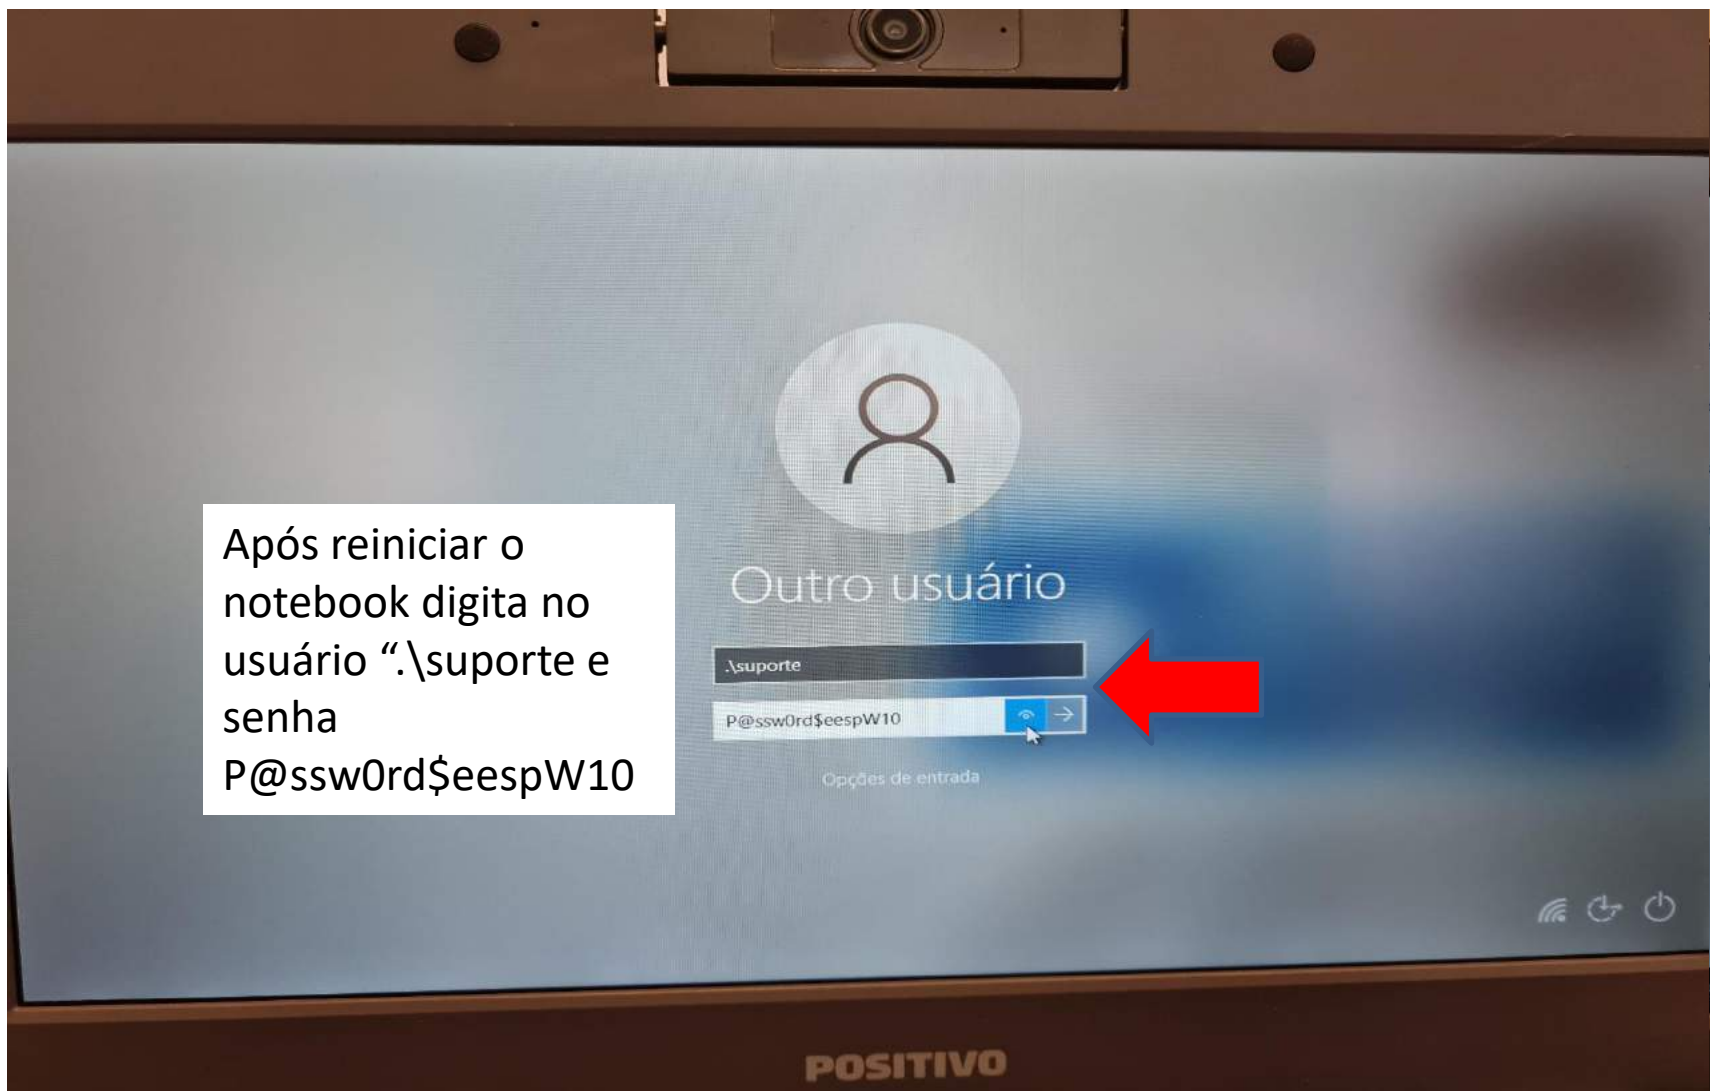 Após reiniciar o
notebook digita no
usuário “.\suporte e
senha
P@ssw0rd$eespW10
Outro usuário
.\suporte
P@ssw0rd$eespW10
Opções de entrada
POSITIVO